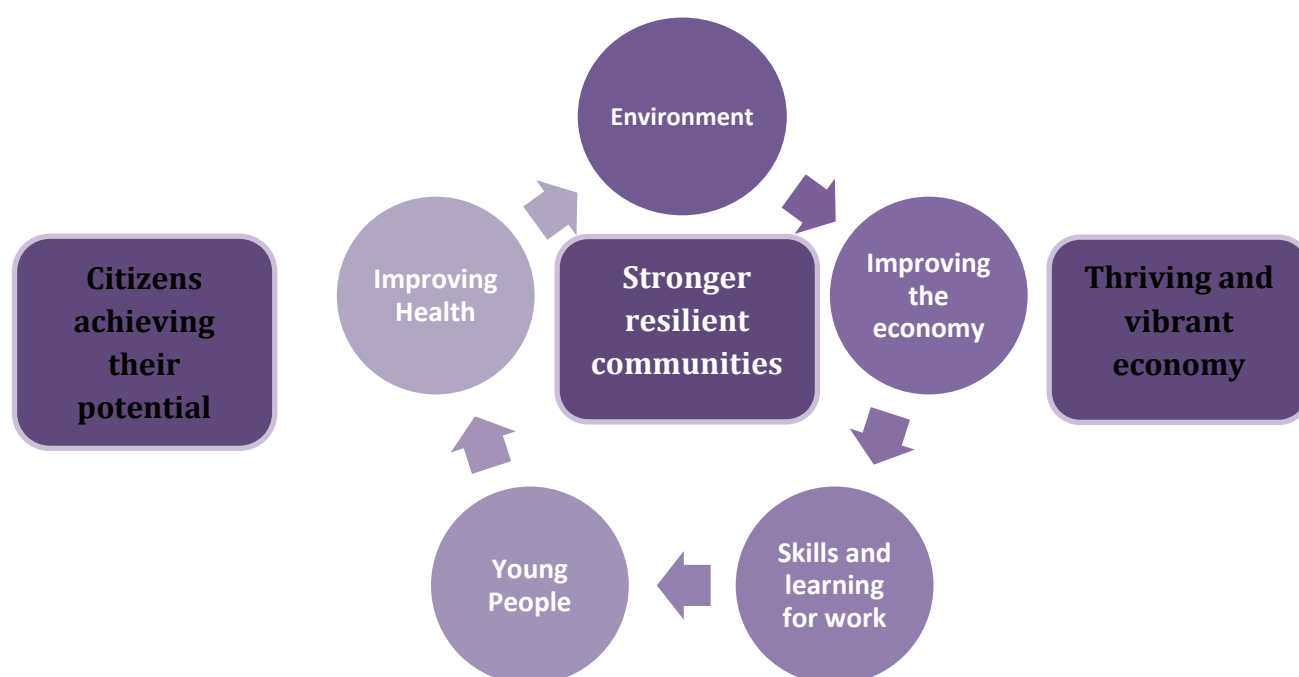 Environment
Citizens
achieving
their
potential
Improving
Health
Stronger
resilient
communities
Improving
the
economy
Thriving and
vibrant
economy
Young
People
Skills and
learning
for work